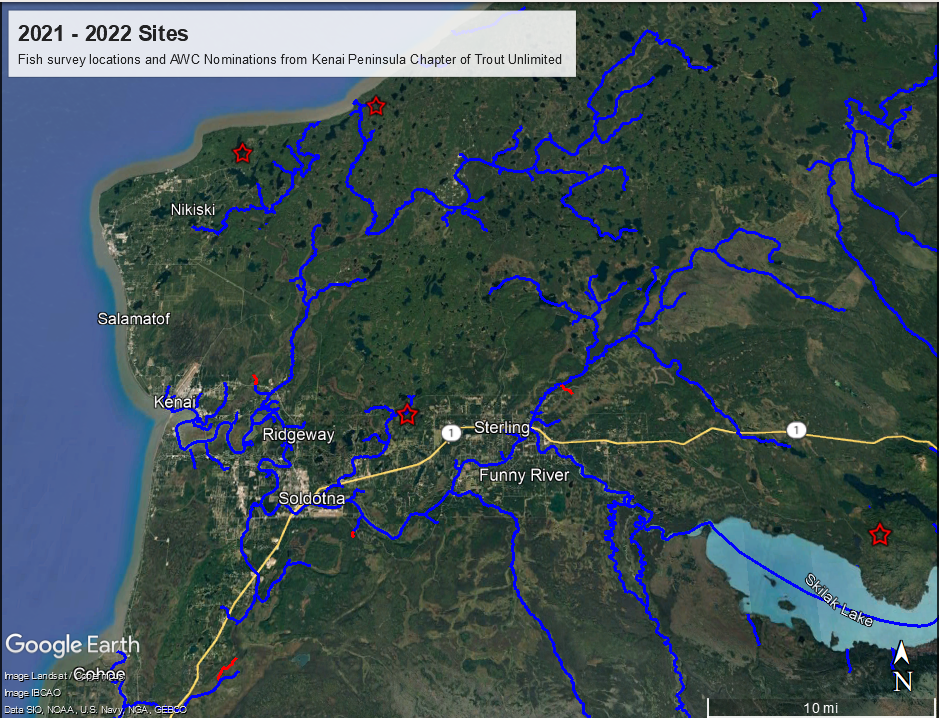 2021 - 2022 Sites
Fish survey locations and AWC Nominations from Kenai Peninsula Chapter of Trout Unlimited
Nikiski
Salamatof
Kenai
Ridgeway
1
Sterling
1
Funny River
Soldotna
Skilak Lake
Google Earth
Cohoe
Image Landsat / Copernicus
Image IBCAO
Data SIO, NOAA, U.S. Navy, NGA, GEBCO
N
10 mi